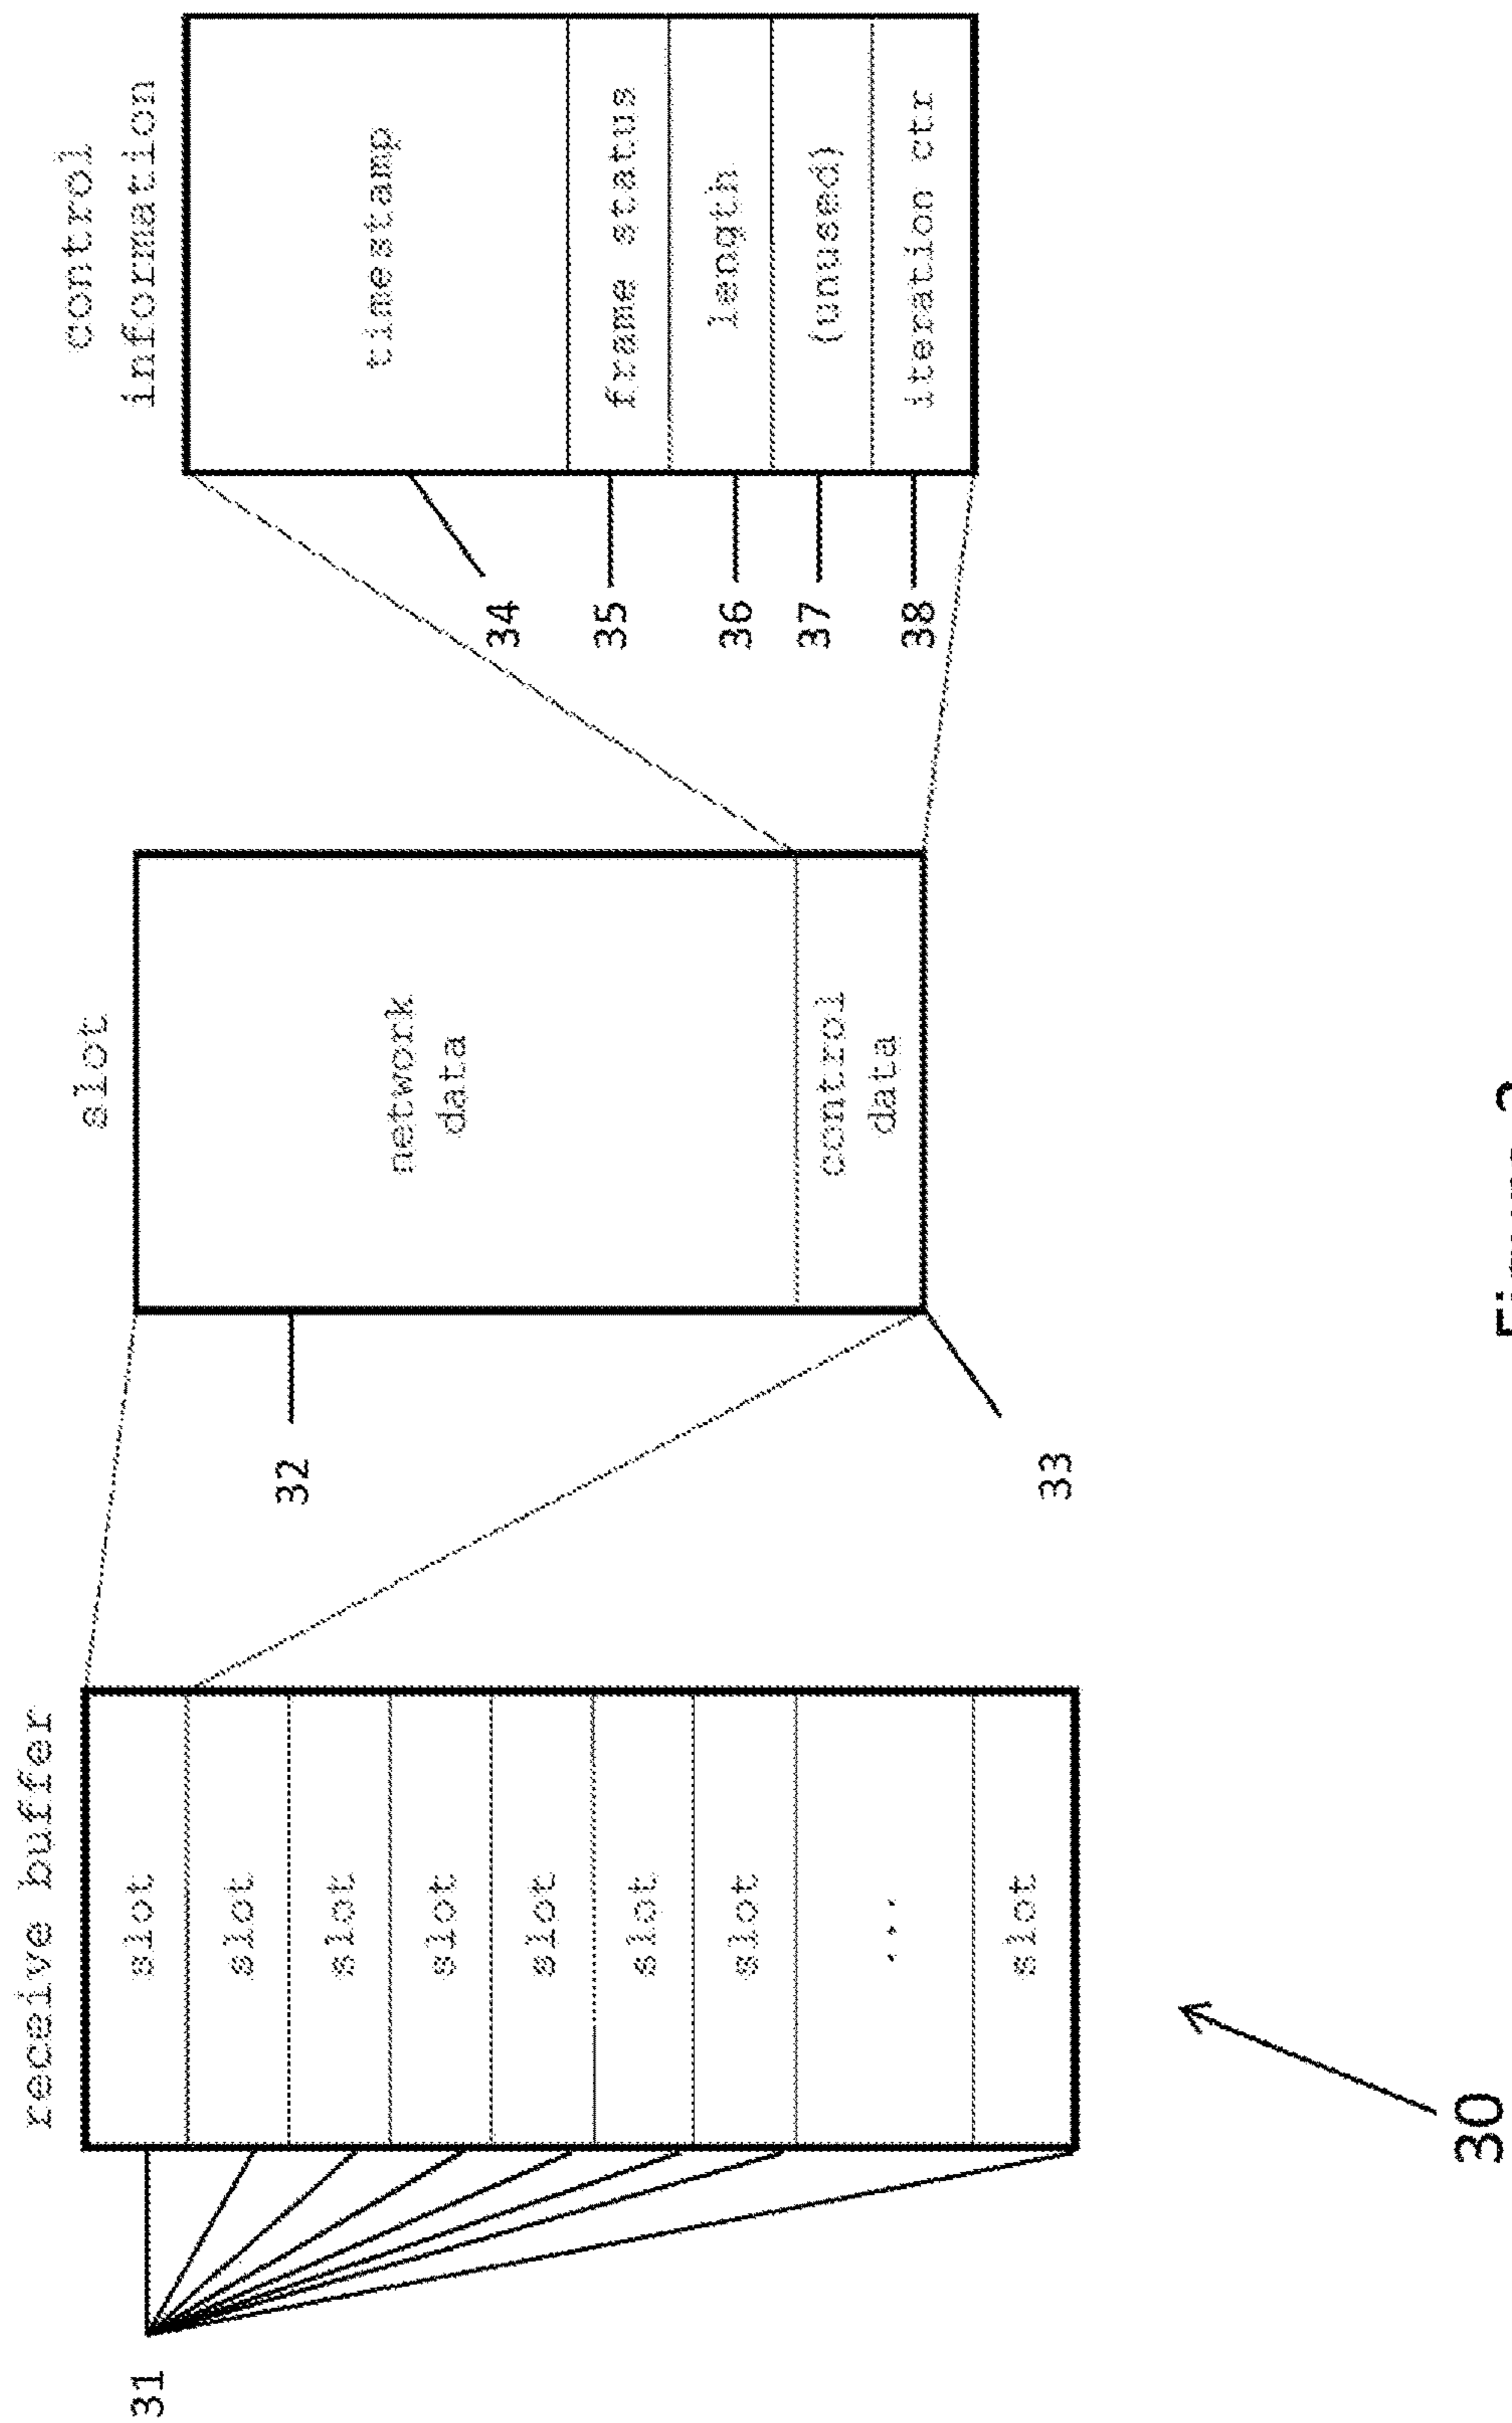 receive buffer
slot
slot
slot
slot
slot
slot
slot
...
slot
31
30
slot
network
data
control
data
32
33
control
information
timestamp
frame status
length
(unused)
iteration ctr
34
35
36
37
38
Figure